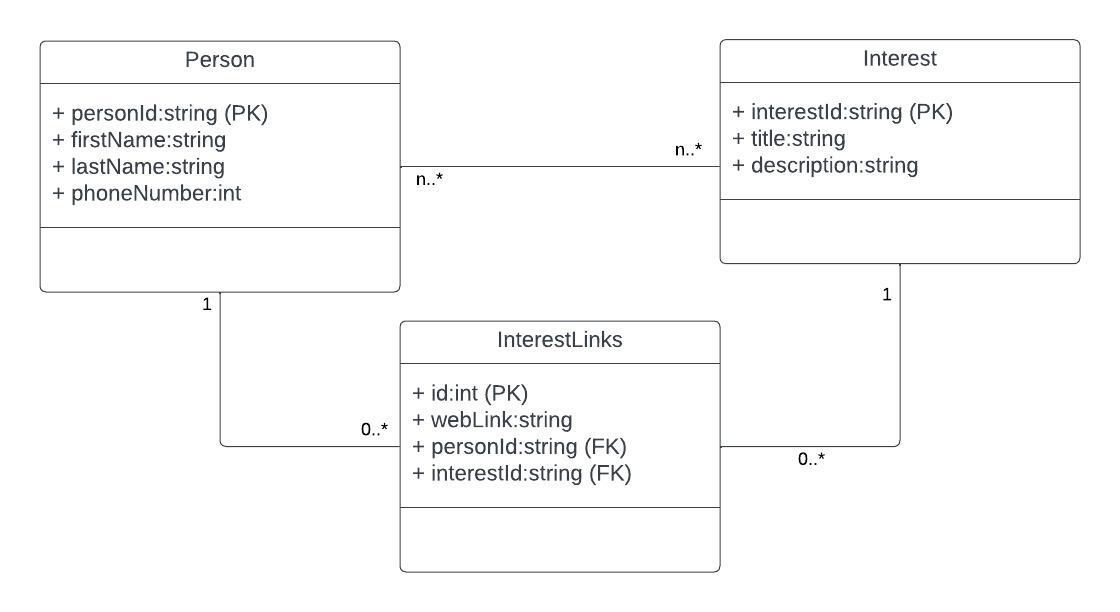 Person
+ personId:string (PK)
+ firstName:string
+ lastName:string
+ phoneNumber:int
Interest
+ interestId:string (PK)
+ title:string
+ description:string
n..*
n..*
1
1
InterestLinks
+ id:int (PK)
+ webLink:string
+ personId:string (FK)
+ interestId:string (FK)
0..*
0..*